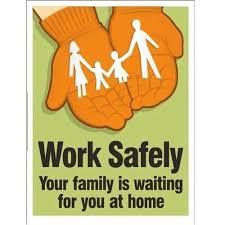 Work Safely
Your family is waiting
for you at home